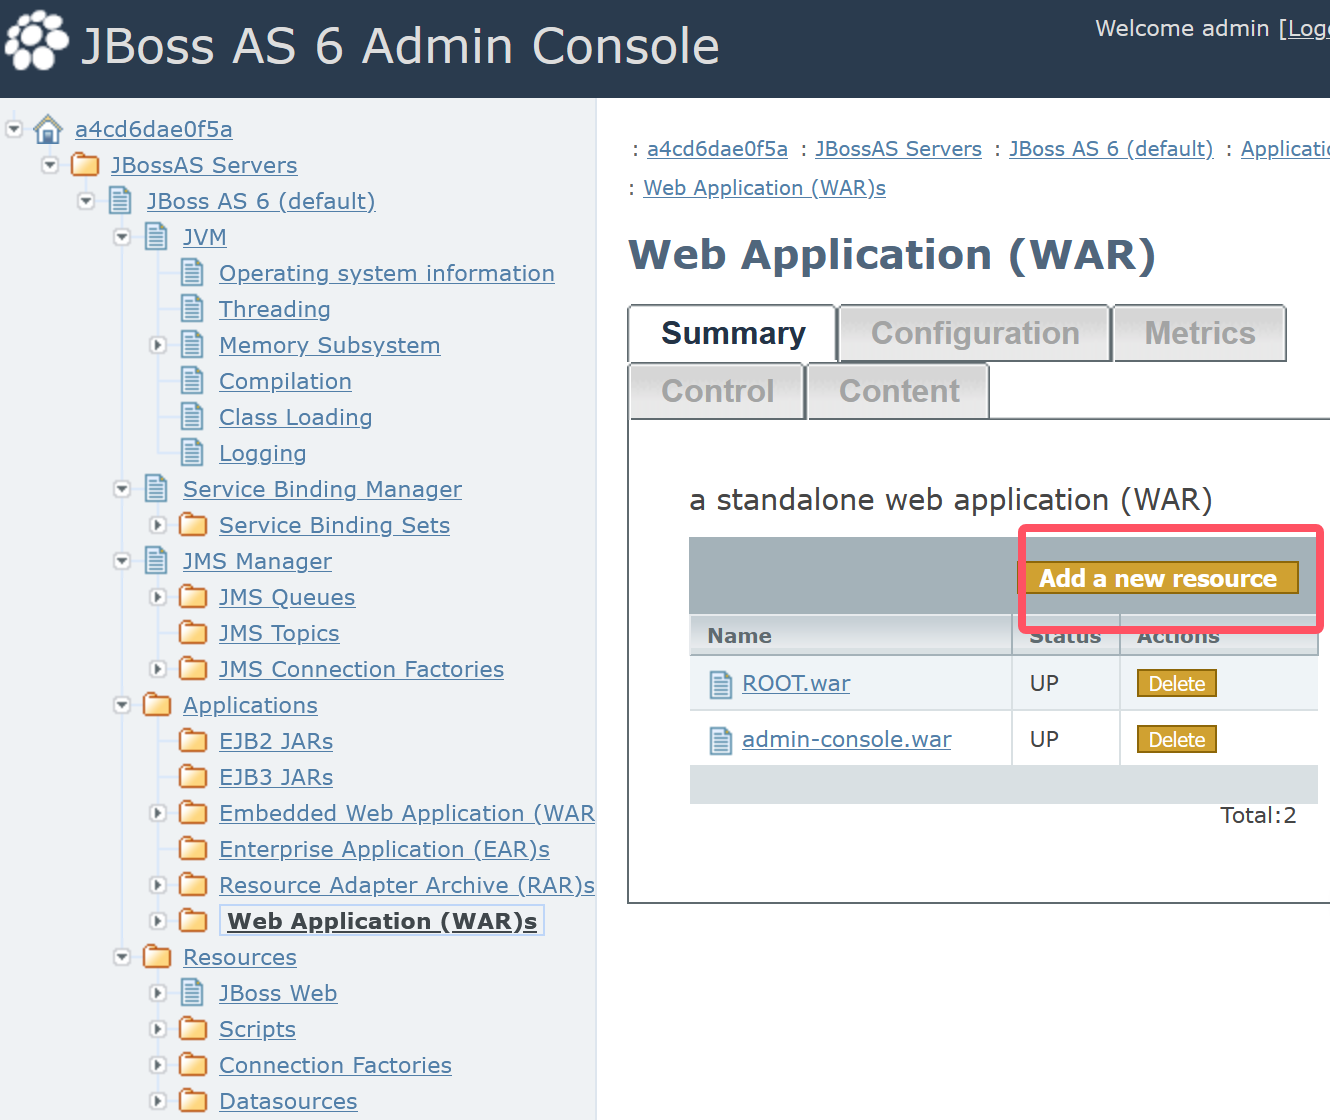 JBoss AS 6 Admin Console
Welcome admin [Logo
a4cd6dae0f5a
JBossAS Servers
JBoss AS 6 (default)
JVM
Operating system information
Threading
Memory Subsystem
Compilation
Class Loading
Logging
Service Binding Manager
Service Binding Sets
JMS Manager
JMS Queues
JMS Topics
JMS Connection Factories
Applications
EJB2 JARs
EJB3 JARs
Embedded Web Application (WAR
Enterprise Application (EAR)s
Resource Adapter Archive (RAR)s
Web Application (WAR)s
Resources
JBoss Web
Scripts
Connection Factories
Datasources
: a4cd6dae0f5a : JBossAS Servers : JBoss AS 6 (default) : Applicatio
: Web Application (WAR)s
Web Application (WAR)
Summary Configuration Metrics
Control Content
a standalone web application (WAR)
Add a new resource
Name Status Actions
ROOT.war UP Delete
admin-console.war UP Delete
Total:2